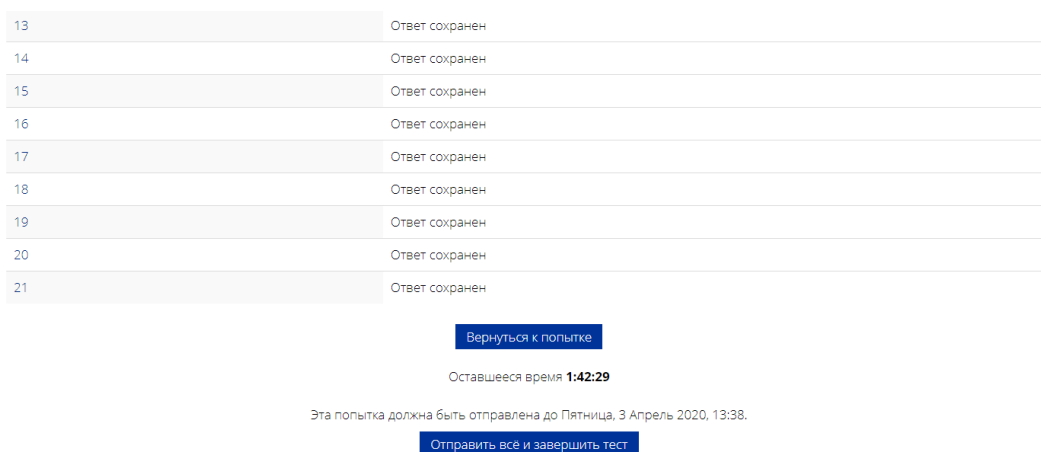 13 Ответ сохранен
14 Ответ сохранен
15 Ответ сохранен
16 Ответ сохранен
17 Ответ сохранен
18 Ответ сохранен
19 Ответ сохранен
20 Ответ сохранен
21 Ответ сохранен
Вернуться к попытке
Оставшееся время 1:42:29
Эта попытка должна быть отправлена до Пятница, 3 Апрель 2020, 13:38.
Отправить всё и завершить тест